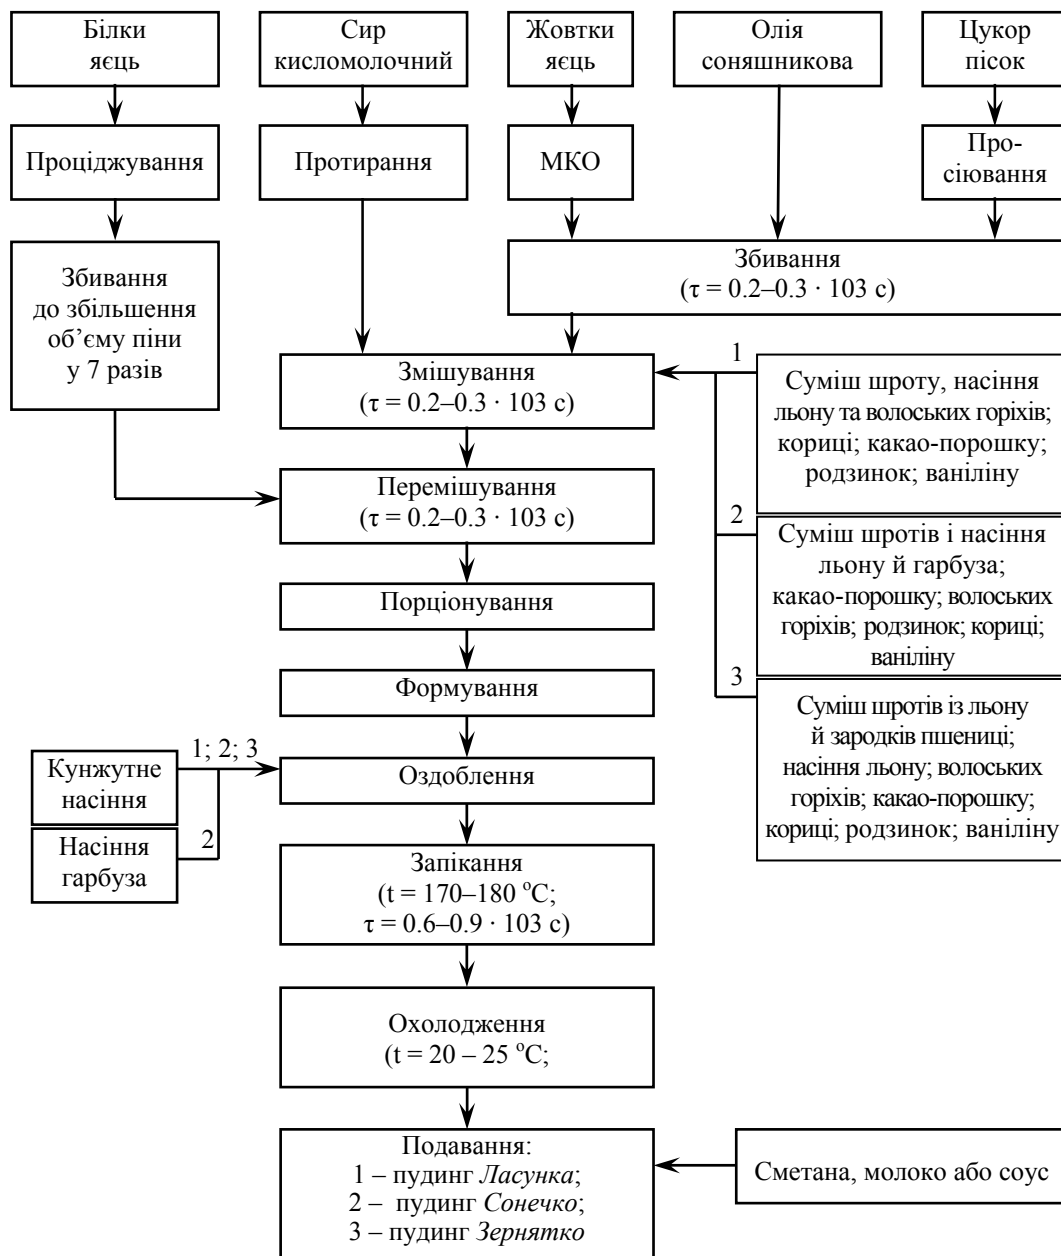 Білки
яєць
Сир
кисломолочний
Жовтки
яєць
Олія
соняшникова
Цукор
пісок
Проціджування
Протирання
МКО
Про-
сіювання
Збивання
до збільшення
об’єму піни
у 7 разів
Збивання
(τ = 0.2–0.3 · 103 с)
Змішування
(τ = 0.2–0.3 · 103 с)
1
Суміш шроту, насіння
льону та волоських горіхів;
кориці; какао-порошку;
родзинок; ваніліну
Перемішування
(τ = 0.2–0.3 · 103 с)
2
Суміш шротів і насіння
льону й гарбуза;
какао-порошку; волоських
горіхів; родзинок; кориці;
ваніліну
Порціонування
Формування
3
Суміш шротів із льону
й зародків пшениці;
насіння льону; волоських
горіхів; какао-порошку;
кориці; родзинок; ваніліну
Кунжутне
насіння
1; 2; 3
Оздоблення
Насіння
гарбуза
2
Запікання
(t = 170–180 °С;
τ = 0.6–0.9 · 103 с)
Охолодження
(t = 20 – 25 °С;
Подавання:
1 – пудинг Ласунка;
2 – пудинг Сонечко;
3 – пудинг Зернятко
Сметана, молоко або соус